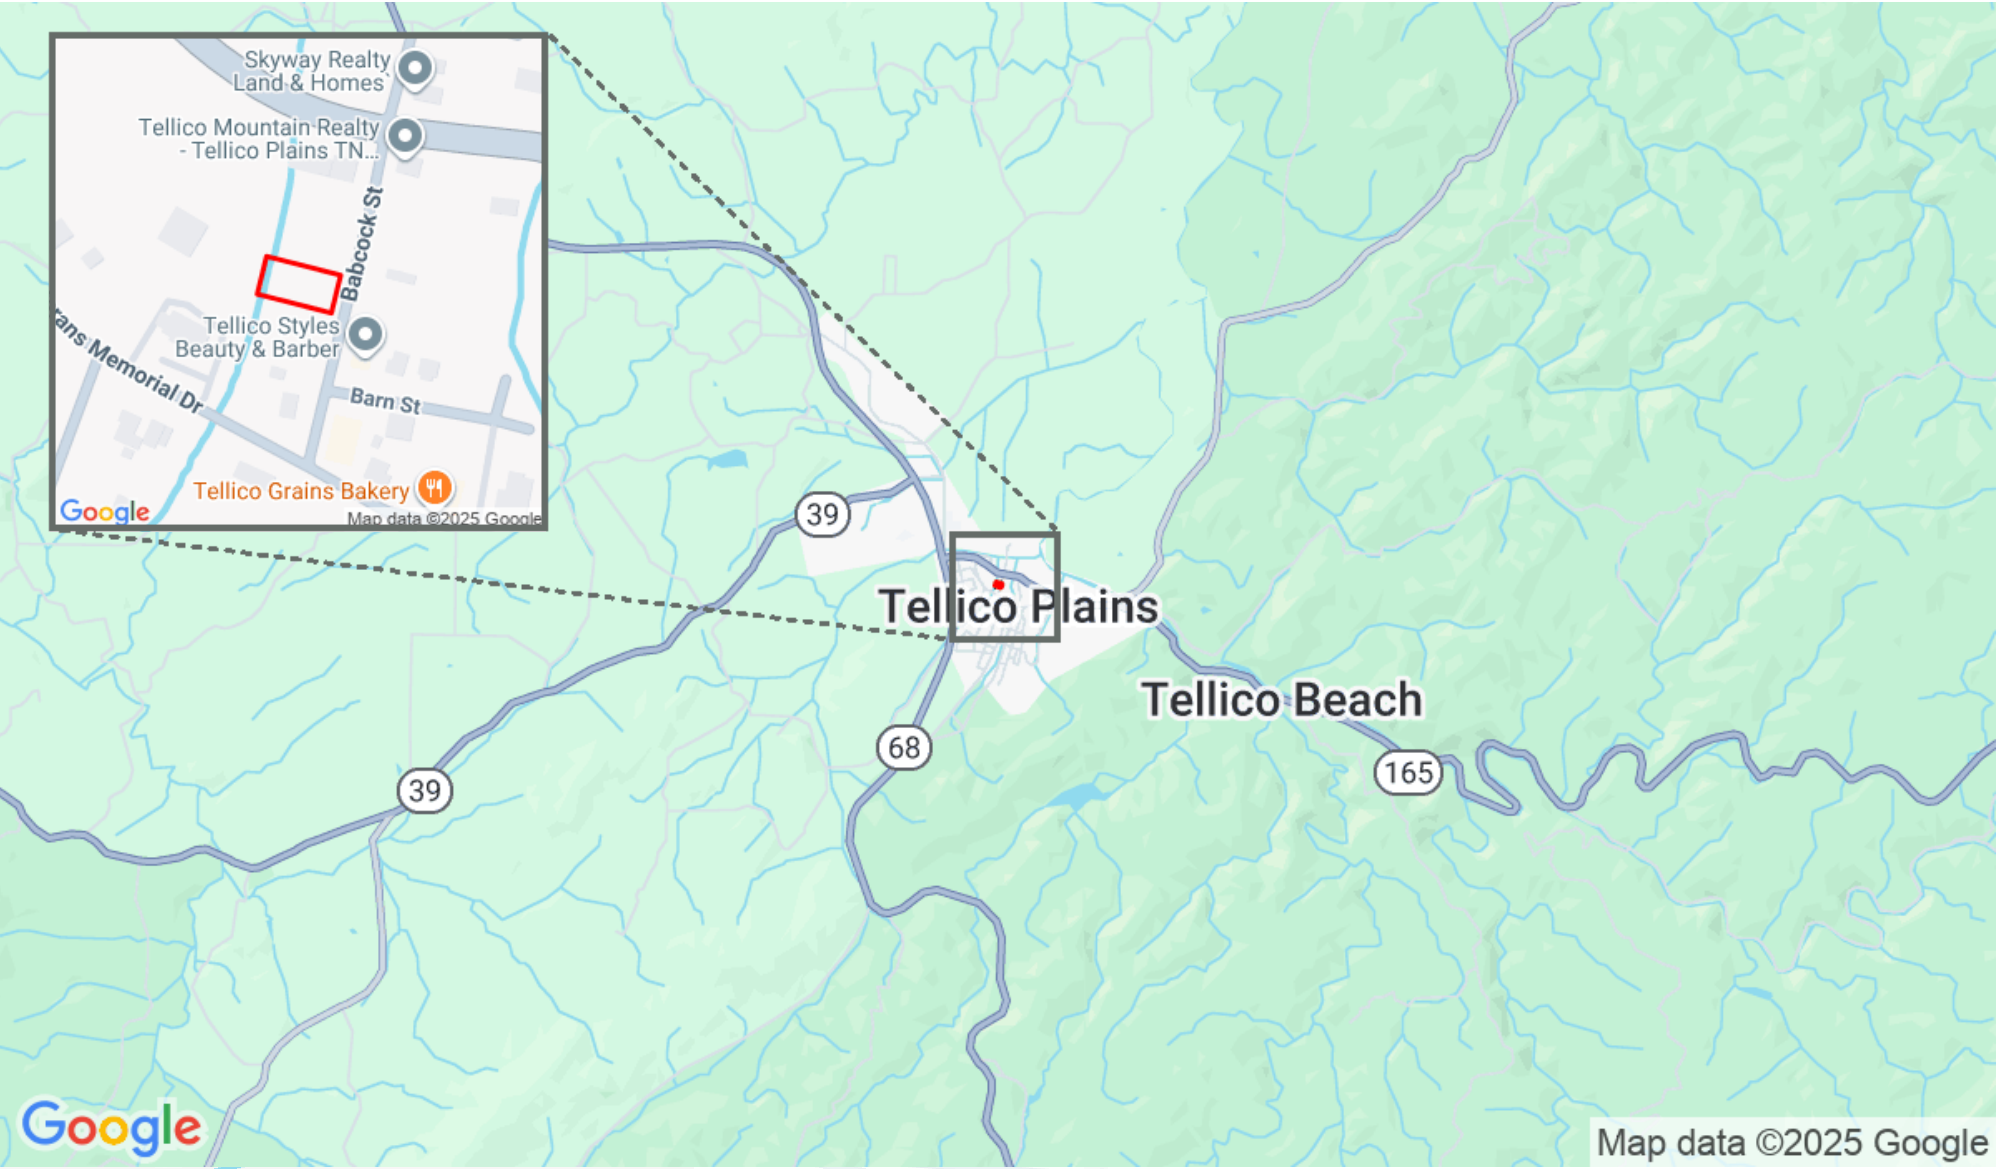 Skyway Realty
Land & Homes
Tellico Mountain Realty
- Tellico Plains TN...
Babcock St
Tellico Styles
Beauty & Barber
rans Memorial Dr
Barn St
Tellico Grains Bakery
Google
Map data ©2025 Google
39
Tellico Plains
Tellico Beach
68
165
39
Google
Map data ©2025 Google